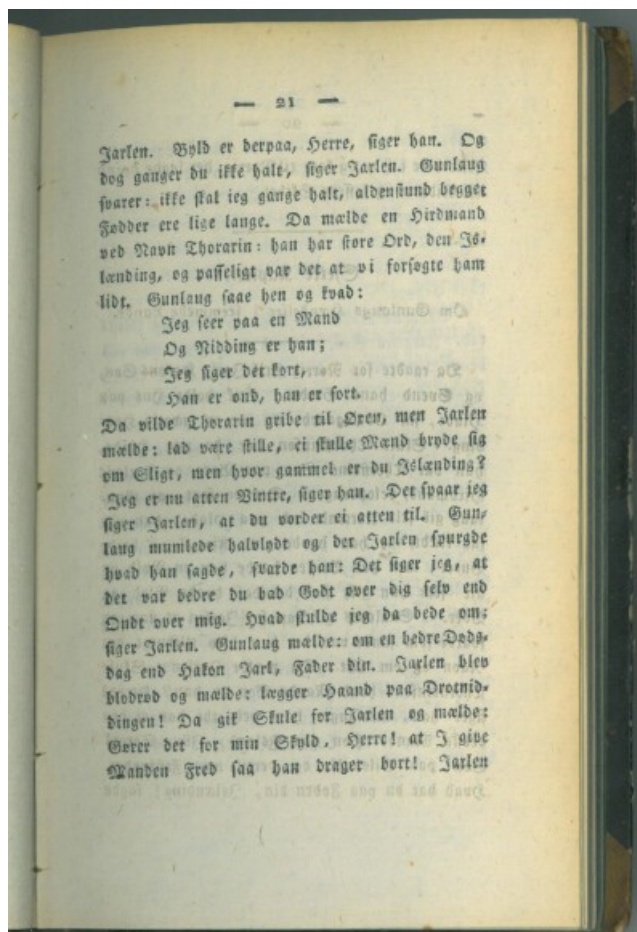 — 21 —
Jarlen. Byld er derpaa, Herre, siger han. Og
dog ganger du ikke halt, siger Jarlen. Gunlaug
svarer: ikke skal jeg gange halt, aldenstund begget
Fødder ere lige lange. Da mælde en Hirdmand
ved Navn Thorarin: han har store Ord, den Is-
lænding, og passeligt var det at vi forsøgte ham
lidt. Gunlaug saae hen og kvad:
Jeg seer paa en Mand
Og Nidding er han;
Jeg siger det kort,
Han er ond, han er sort.
Da vilde Thorarin gribe til Øxen, men Jarlen
mælde: lad være stille, ei skulle Mænd bryde sig
om Sligt, men hvor gammel er du Islænding?
Jeg er nu atten Vintre, siger han. Det spaar jeg
siger Jarlen, at du vorder ei atten til. Gun-
laug mumlede halvlydt og der Jarlen spurgde
hvad han sagde, svarde han: Det siger jeg, at
det var bedre du bad Godt over dig selv end
Ondt over mig. Hvad skulde jeg da bede om;
siger Jarlen. Gunlaug mælde: om en bedre Døds-
dag end Hakon Jarl, Fader din. Jarlen blev
blodrød og mælde: lægger Haand paa Drotnid-
dingen! Da gik Skule for Jarlen og mælde:
Gører det for min Skyld, Herre! at I give
Manden Fred saa han drager bort! Jarlen